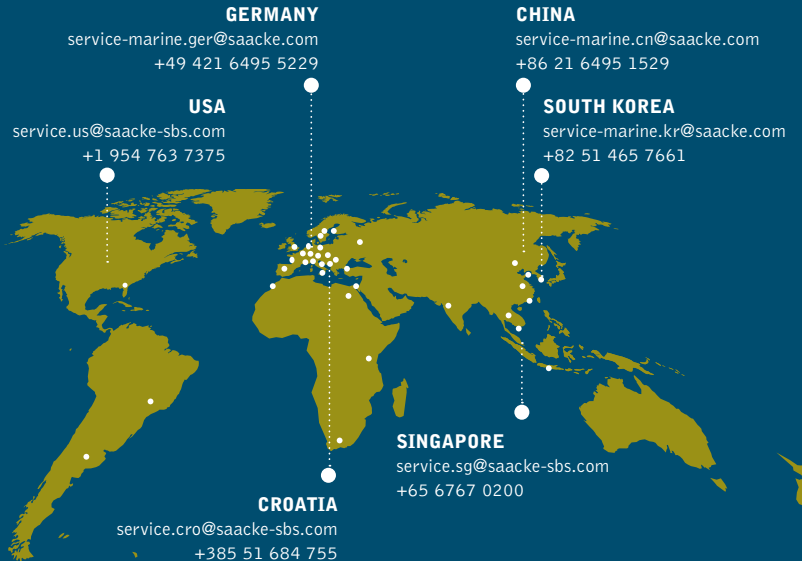 GERMANY
service-marine.ger@saacke.com
+49 421 6495 5229
CHINA
service-marine.cn@saacke.com
+86 21 6495 1529
USA
service.us@saacke-sbs.com
+1 954 763 7375
SOUTH KOREA
service-marine.kr@saacke.com
+82 51 465 7661
SINGAPORE
service.sg@saacke-sbs.com
+65 6767 0200
CROATIA
service.cro@saacke-sbs.com
+385 51 684 755